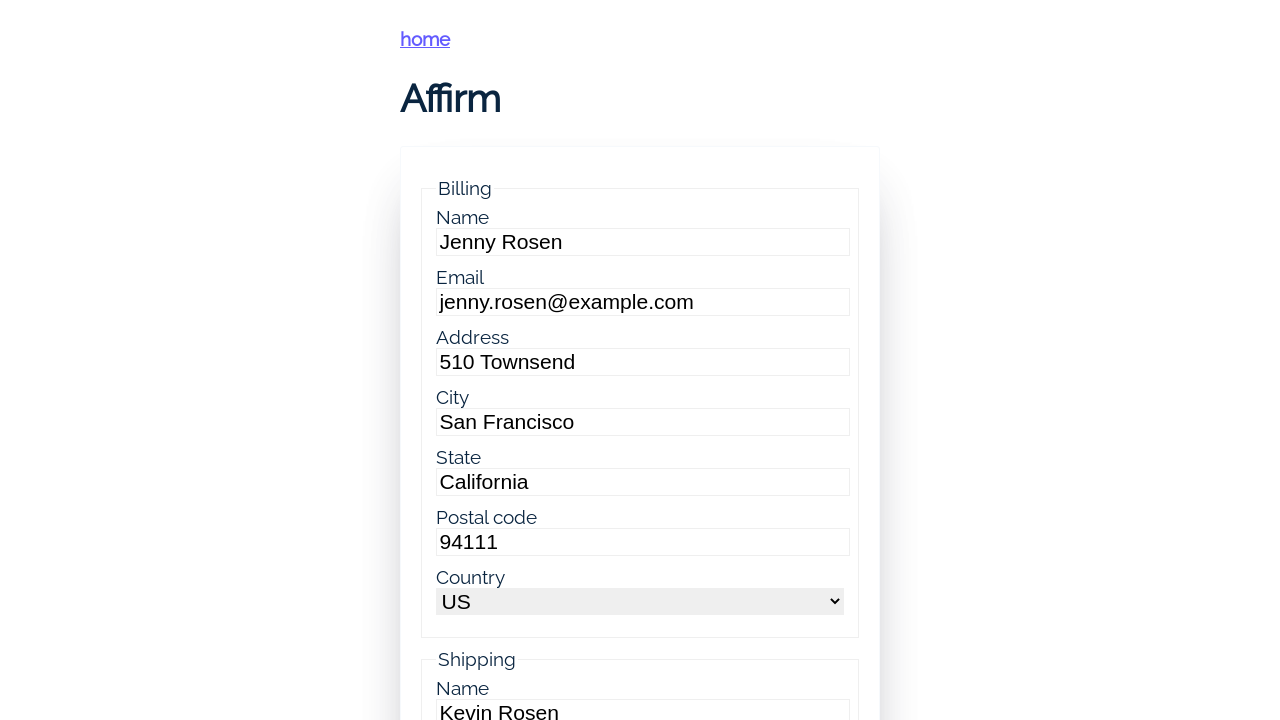 home
Affirm
Billing
Name
Jenny Rosen
Email
jenny.rosen@example.com
Address
510 Townsend
City
San Francisco
State
California
Postal code
94111
Country
US
Shipping
Name
Kevin Rosen